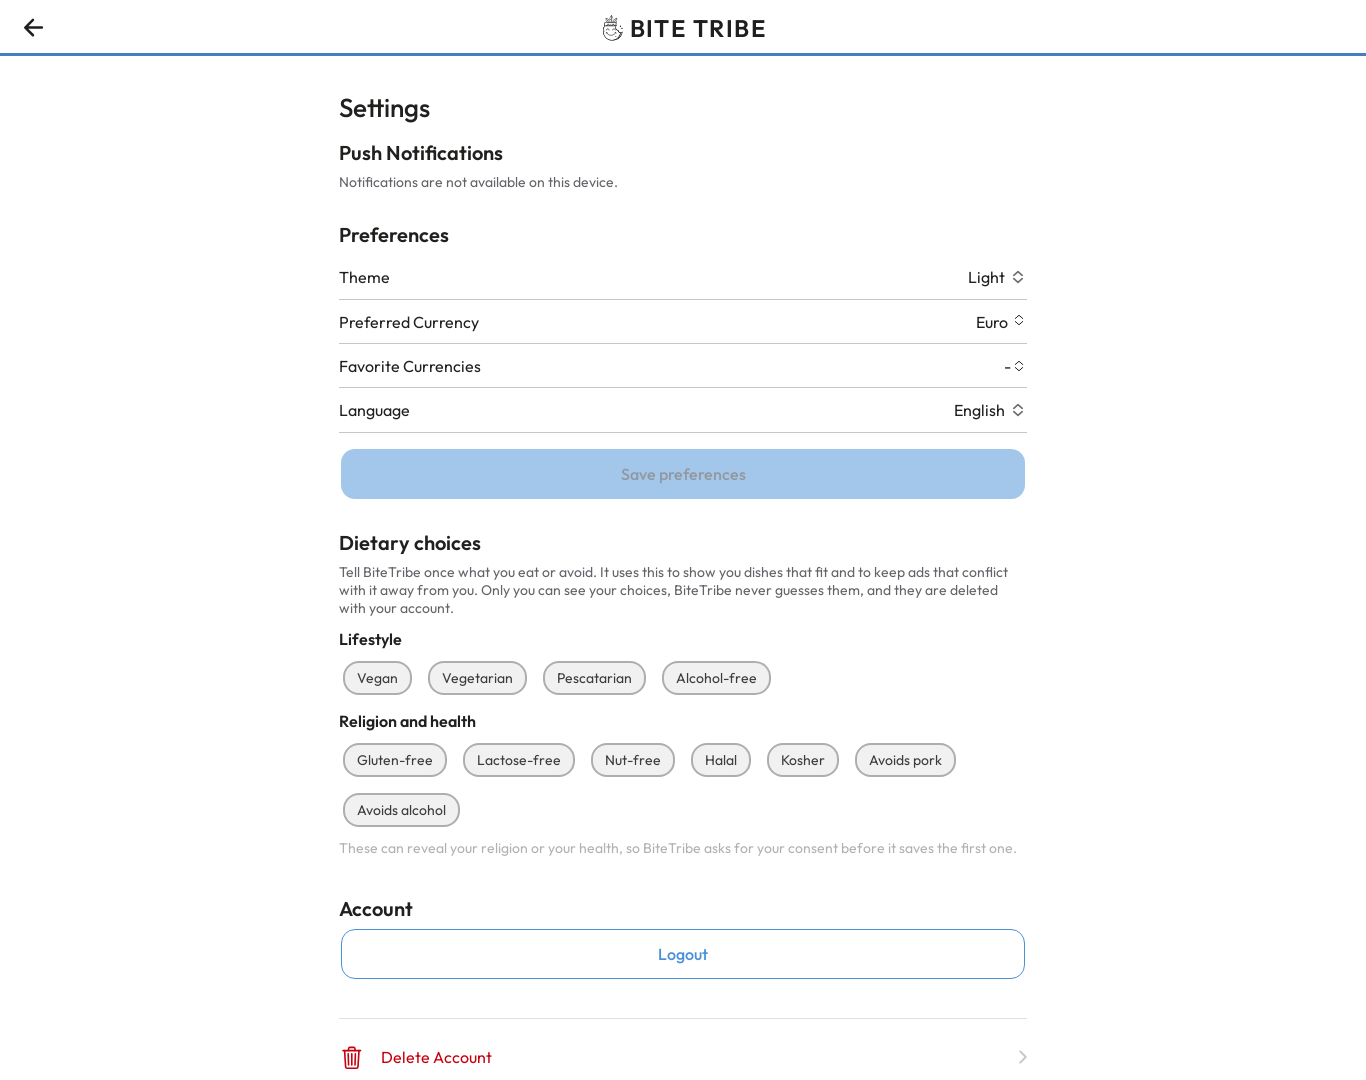 BITE TRIBE
Settings
Push Notifications
Notifications are not available on this device.
Preferences
Theme Light
Preferred Currency Euro
Favorite Currencies -
Language English
Save preferences
Dietary choices
Tell BiteTribe once what you eat or avoid. It uses this to show you dishes that fit and to keep ads that conflict
with it away from you. Only you can see your choices, BiteTribe never guesses them, and they are deleted
with your account.
Lifestyle
Vegan Vegetarian Pescatarian Alcohol-free
Religion and health
Gluten-free Lactose-free Nut-free Halal Kosher Avoids pork
Avoids alcohol
These can reveal your religion or your health, so BiteTribe asks for your consent before it saves the first one.
Account
Logout
Delete Account